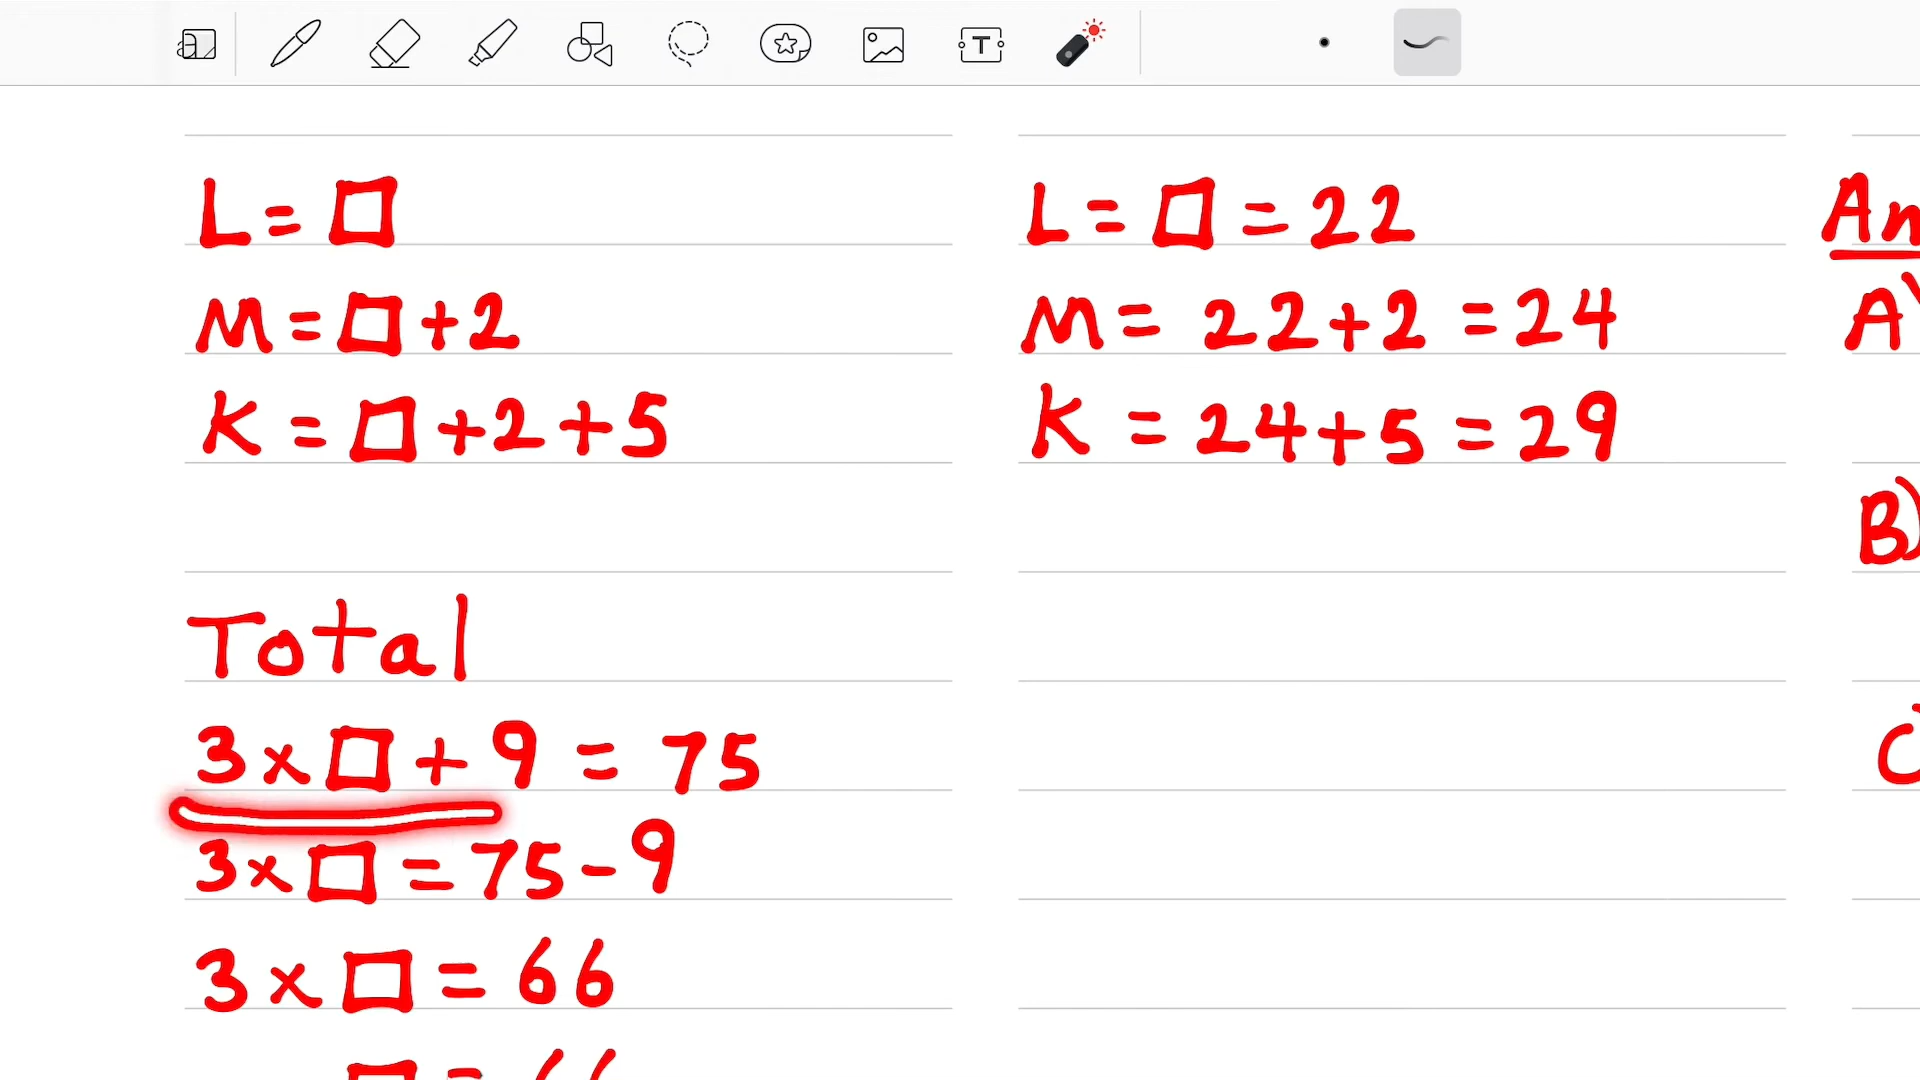 L = □
M = □ + 2
K = □ + 2 + 5
Total
3 × □ + 9 = 75
3 × □ = 75 - 9
3 × □ = 66
L = □ = 22
M = 22 + 2 = 24
K = 24 + 5 = 29
A)
B)
C)
T